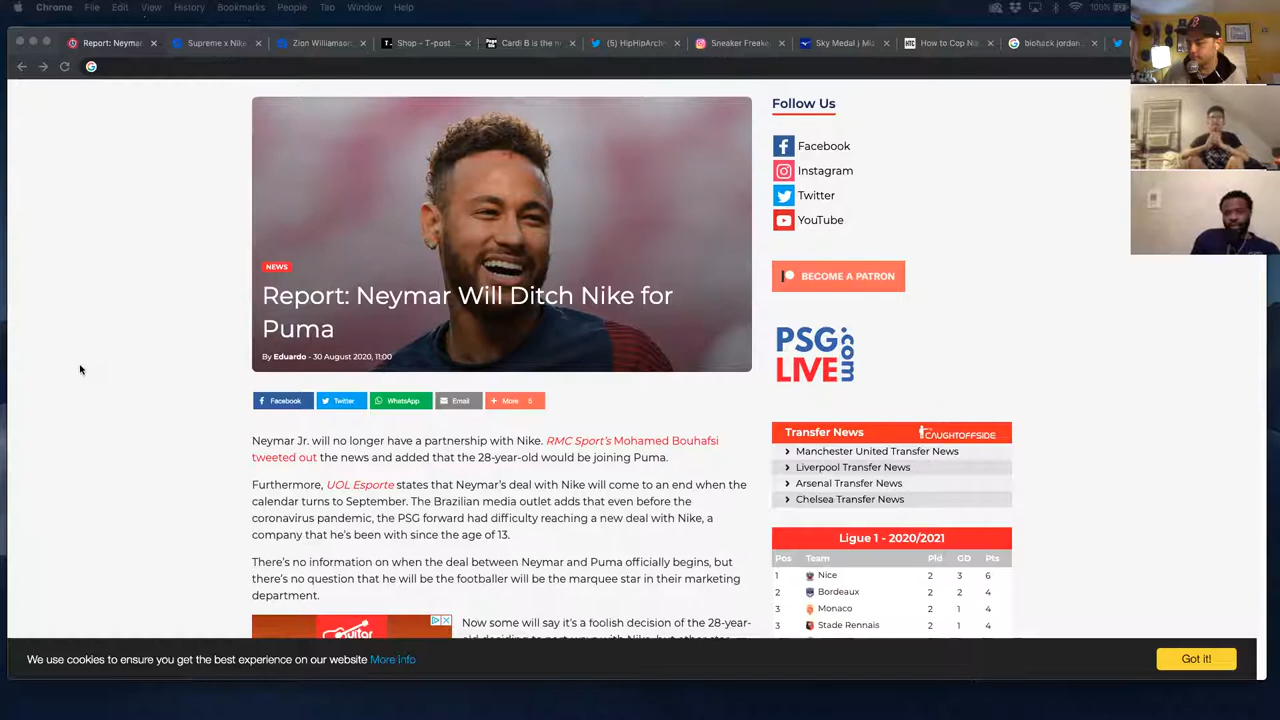 Chrome File Edit View History Bookmarks People Tab Window Help 100%
Report: Neymar Supreme x Nike Zion Williamson Shop – T-post Cardi B is the n (5) HipHipArch Sneaker Freake Sky Medal | Miz How to Cop Na biohack jordan
Report: Neymar Will Ditch Nike for
Puma
NEWS
By Eduardo - 30 August 2020, 11:00
Facebook Twitter WhatsApp Email More 5
Neymar Jr. will no longer have a partnership with Nike. RMC Sport's Mohamed Bouhafsi
tweeted out the news and added that the 28-year-old would be joining Puma.
Furthermore, UOL Esporte states that Neymar's deal with Nike will come to an end when the
calendar turns to September. The Brazilian media outlet adds that even before the
coronavirus pandemic, the PSG forward had difficulty reaching a new deal with Nike, a
company that he's been with since the age of 13.
There's no information on when the deal between Neymar and Puma officially begins, but
there's no question that he will be the footballer will be the marquee star in their marketing
department.
guitar
Now some will say it's a foolish decision of the 28-year-
Follow Us
Facebook
Instagram
Twitter
YouTube
BECOME A PATRON
PSG
LIVE
.COM
Transfer News CAUGHTOFFSIDE
Manchester United Transfer News
Liverpool Transfer News
Arsenal Transfer News
Chelsea Transfer News
Ligue 1 - 2020/2021
Pos Team Pld GD Pts
1 Nice 2 3 6
2 Bordeaux 2 2 4
3 Monaco 2 1 4
3 Stade Rennais 2 1 4
We use cookies to ensure you get the best experience on our website More info
Got it!